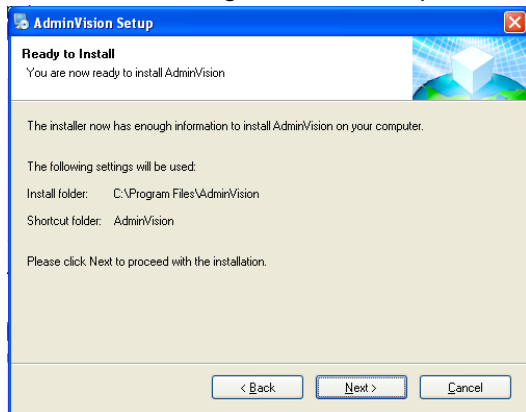 AdminVision Setup
Ready to Install
You are now ready to install AdminVision
The installer now has enough information to install AdminVision on your computer.
The following settings will be used:
Install folder: C:\Program Files\AdminVision
Shortcut folder: AdminVision
Please click Next to proceed with the installation.
< Back Next > Cancel